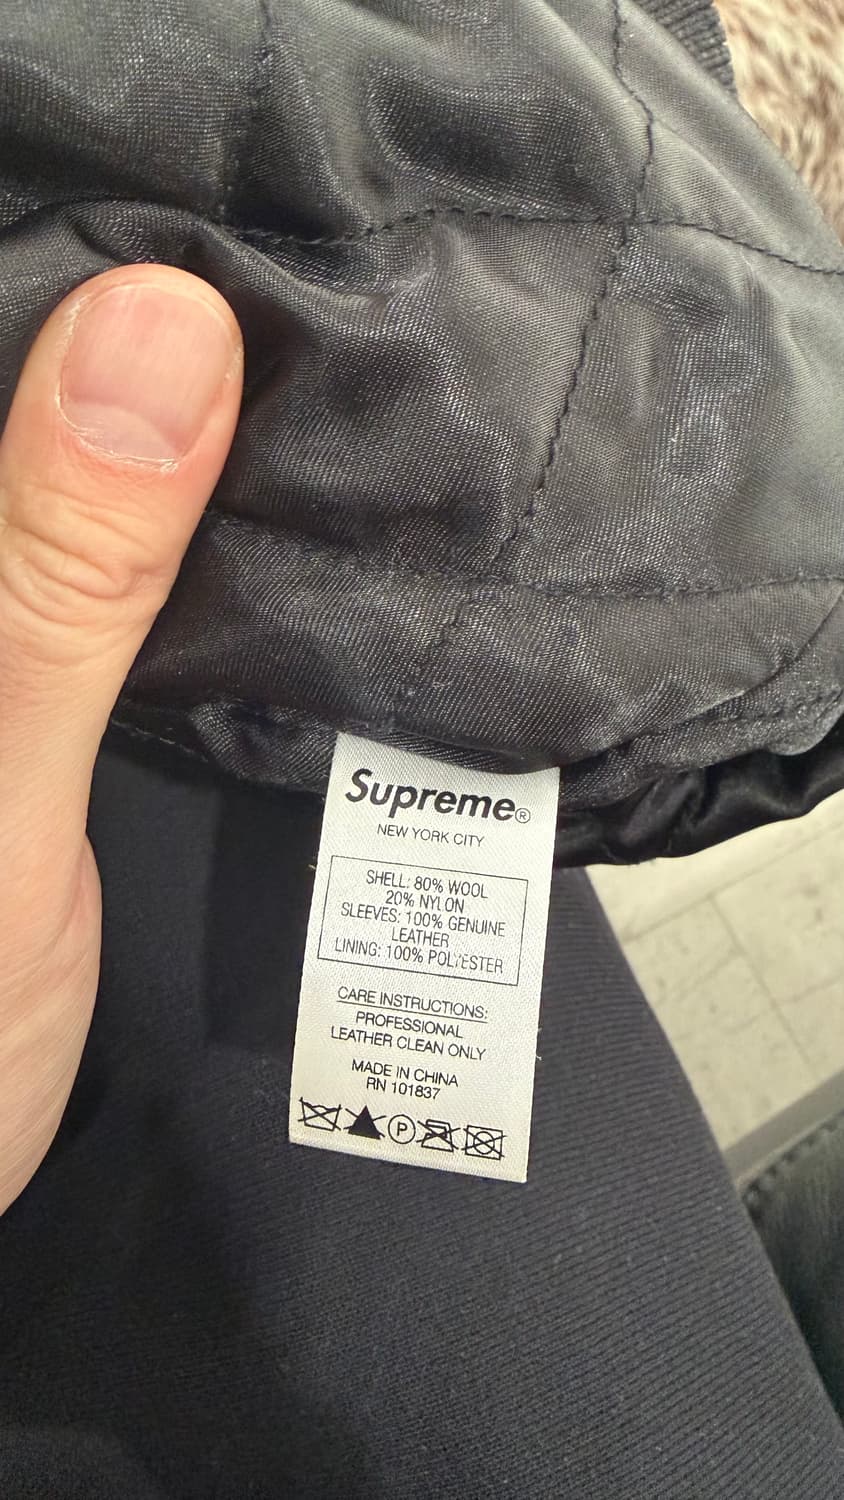 Supreme®
NEW YORK CITY
SHELL: 80% WOOL
20% NYLON
SLEEVES: 100% GENUINE
LEATHER
LINING: 100% POLYESTER
CARE INSTRUCTIONS:
PROFESSIONAL
LEATHER CLEAN ONLY
MADE IN CHINA
RN 101837
P